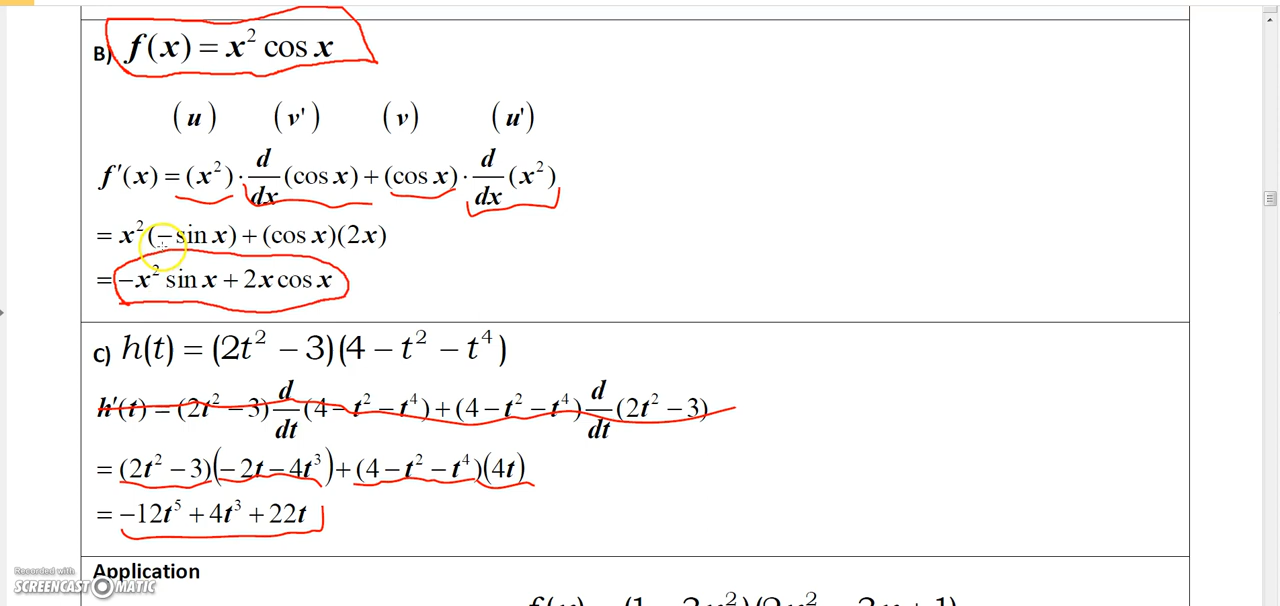 B) f(x) = x² cos x
(u) (v') (v) (u')
f'(x) = (x²) · d/dx (cos x) + (cos x) · d/dx (x²)
= x² (− sin x) + (cos x)(2x)
= −x² sin x + 2x cos x
c) h(t) = (2t² − 3)(4 − t² − t⁴)
h'(t) = (2t² − 3) d/dt (4 − t² − t⁴) + (4 − t² − t⁴) d/dt (2t² − 3)
= (2t² − 3)(− 2t − 4t³) + (4 − t² − t⁴)(4t)
= −12t⁵ + 4t³ + 22t
Recorded with
SCREENCAST-O-MATIC
Application